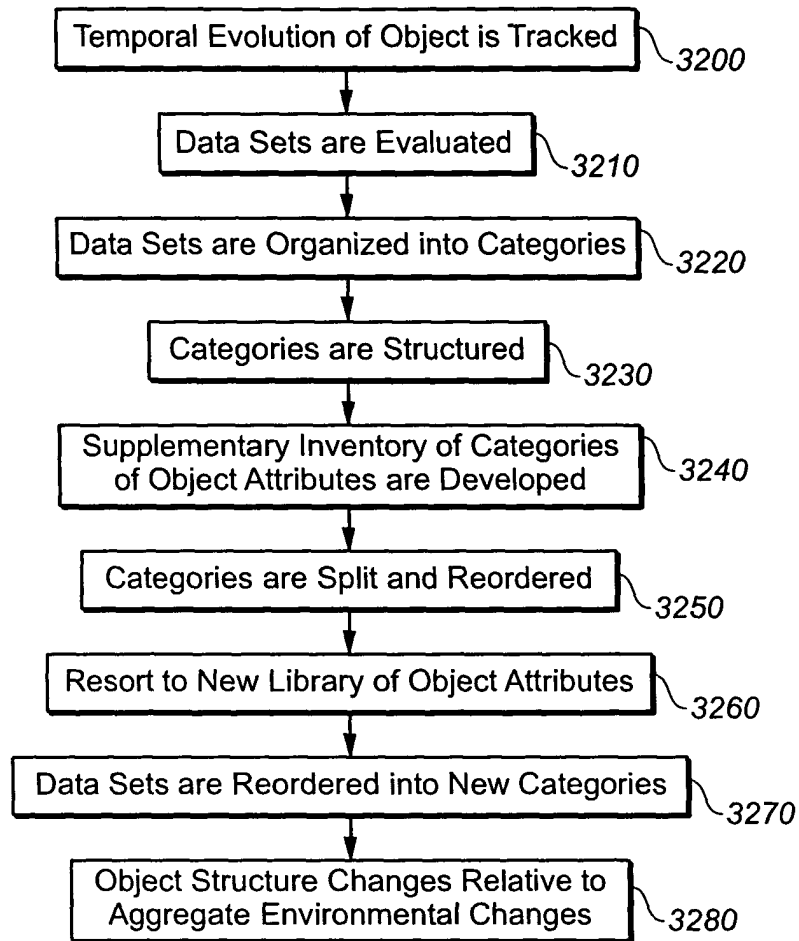 Temporal Evolution of Object is Tracked
3200
Data Sets are Evaluated
3210
Data Sets are Organized into Categories
3220
Categories are Structured
3230
Supplementary Inventory of Categories
of Object Attributes are Developed
3240
Categories are Split and Reordered
3250
Resort to New Library of Object Attributes
3260
Data Sets are Reordered into New Categories
3270
Object Structure Changes Relative to
Aggregate Environmental Changes
3280